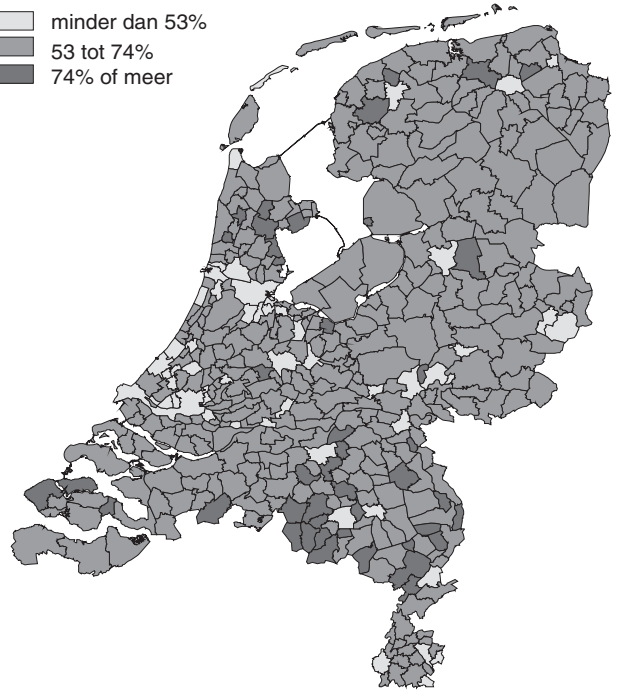 minder dan 53%
53 tot 74%
74% of meer